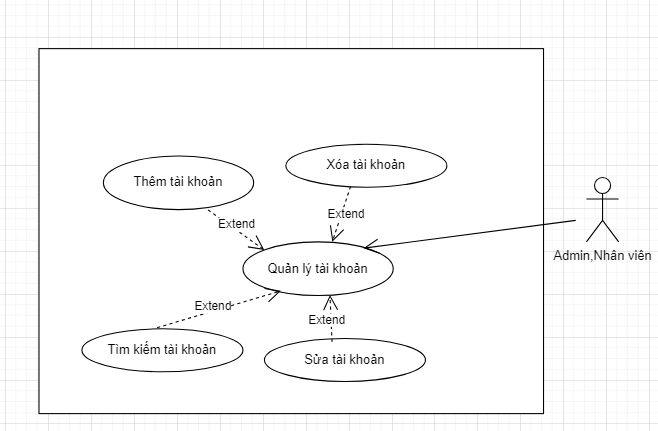 Xóa tài khoản
Thêm tài khoản
Extend
Extend
Admin,Nhân viên
Quản lý tài khoản
Extend
Extend
Tìm kiếm tài khoản
Sửa tài khoản